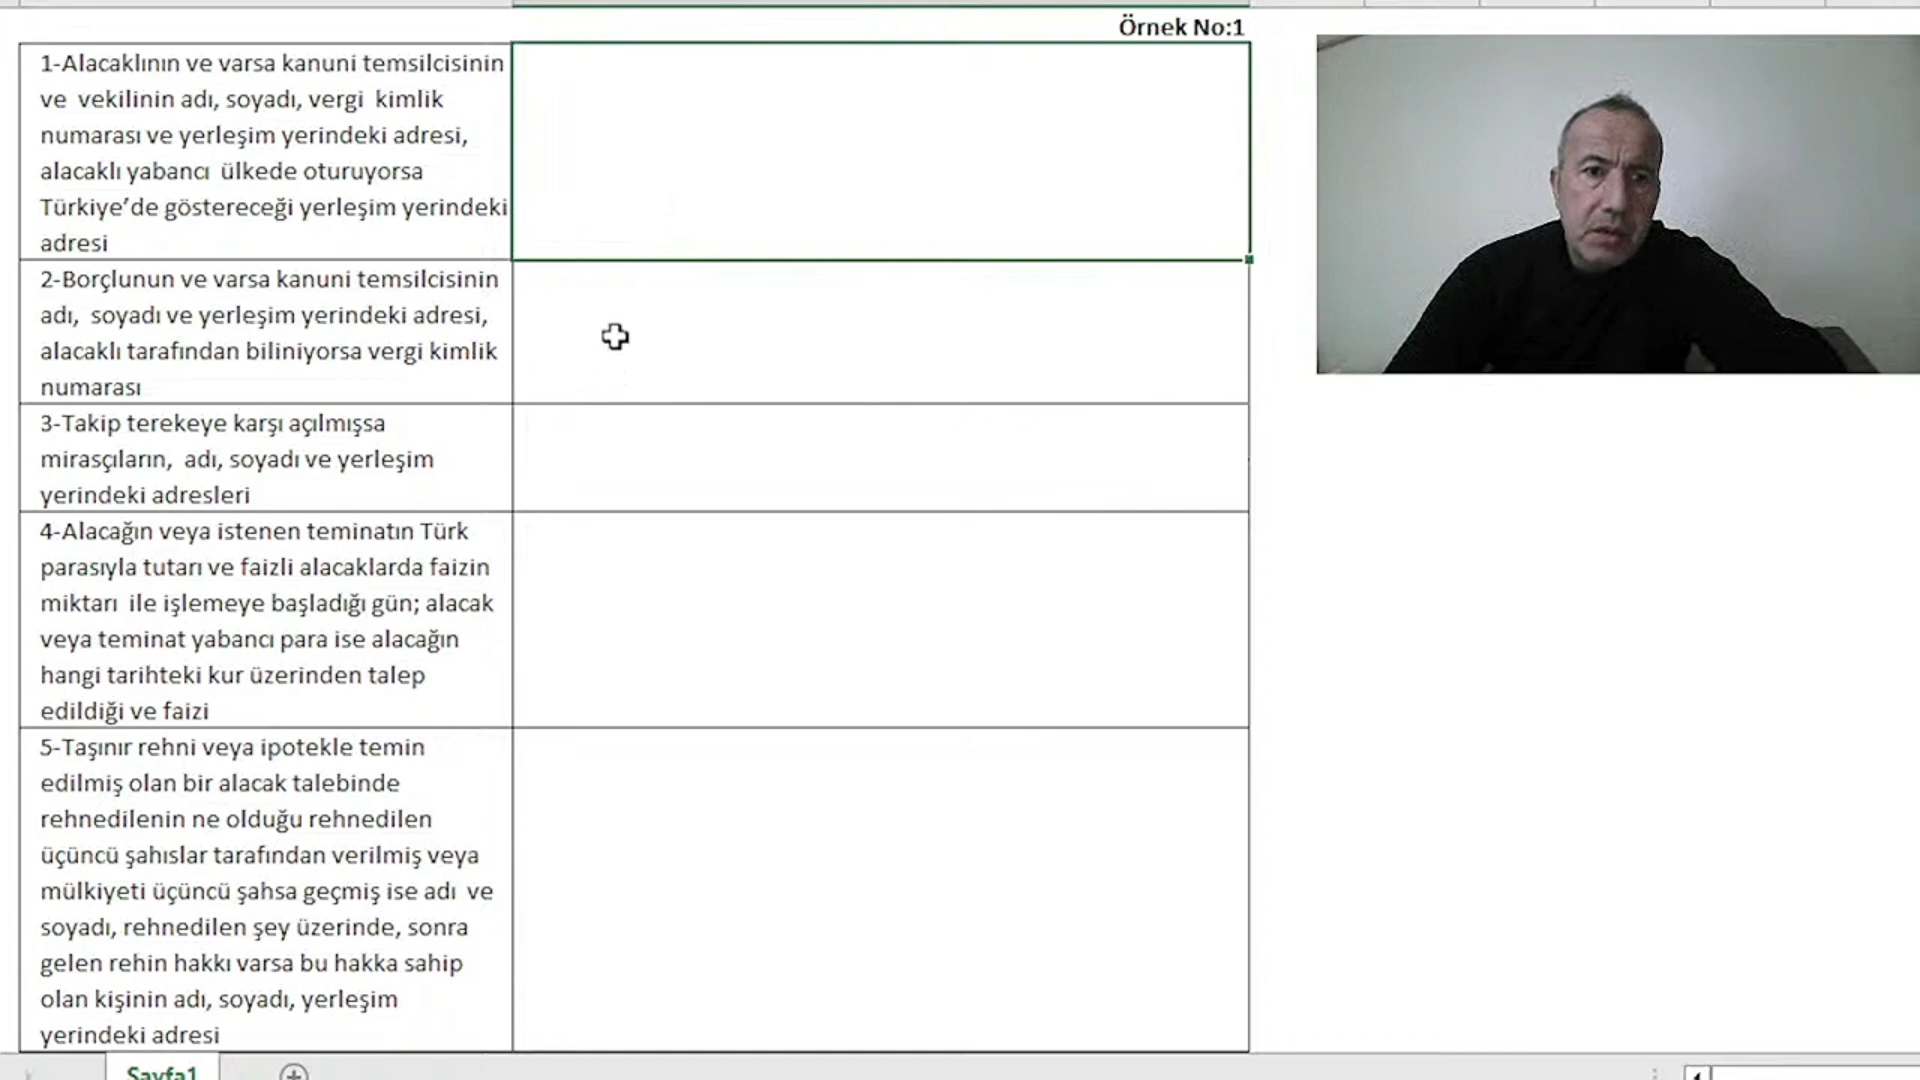 Örnek No:1
1-Alacaklının ve varsa kanuni temsilcisinin
ve vekilinin adı, soyadı, vergi kimlik
numarası ve yerleşim yerindeki adresi,
alacaklı yabancı ülkede oturuyorsa
Türkiye'de göstereceği yerleşim yerindeki
adresi
2-Borçlunun ve varsa kanuni temsilcisinin
adı, soyadı ve yerleşim yerindeki adresi,
alacaklı tarafından biliniyorsa vergi kimlik
numarası
3-Takip terekeye karşı açılmışsa
mirasçıların, adı, soyadı ve yerleşim
yerindeki adresleri
4-Alacağın veya istenen teminatın Türk
parasıyla tutarı ve faizli alacaklarda faizin
miktarı ile işlemeye başladığı gün; alacak
veya teminat yabancı para ise alacağın
hangi tarihteki kur üzerinden talep
edildiği ve faizi
5-Taşınır rehni veya ipotekle temin
edilmiş olan bir alacak talebinde
rehnedilenin ne olduğu rehnedilen
üçüncü şahıslar tarafından verilmiş veya
mülkiyeti üçüncü şahsa geçmiş ise adı ve
soyadı, rehnedilen şey üzerinde, sonra
gelen rehin hakkı varsa bu hakka sahip
olan kişinin adı, soyadı, yerleşim
yerindeki adresi
Sayfa1